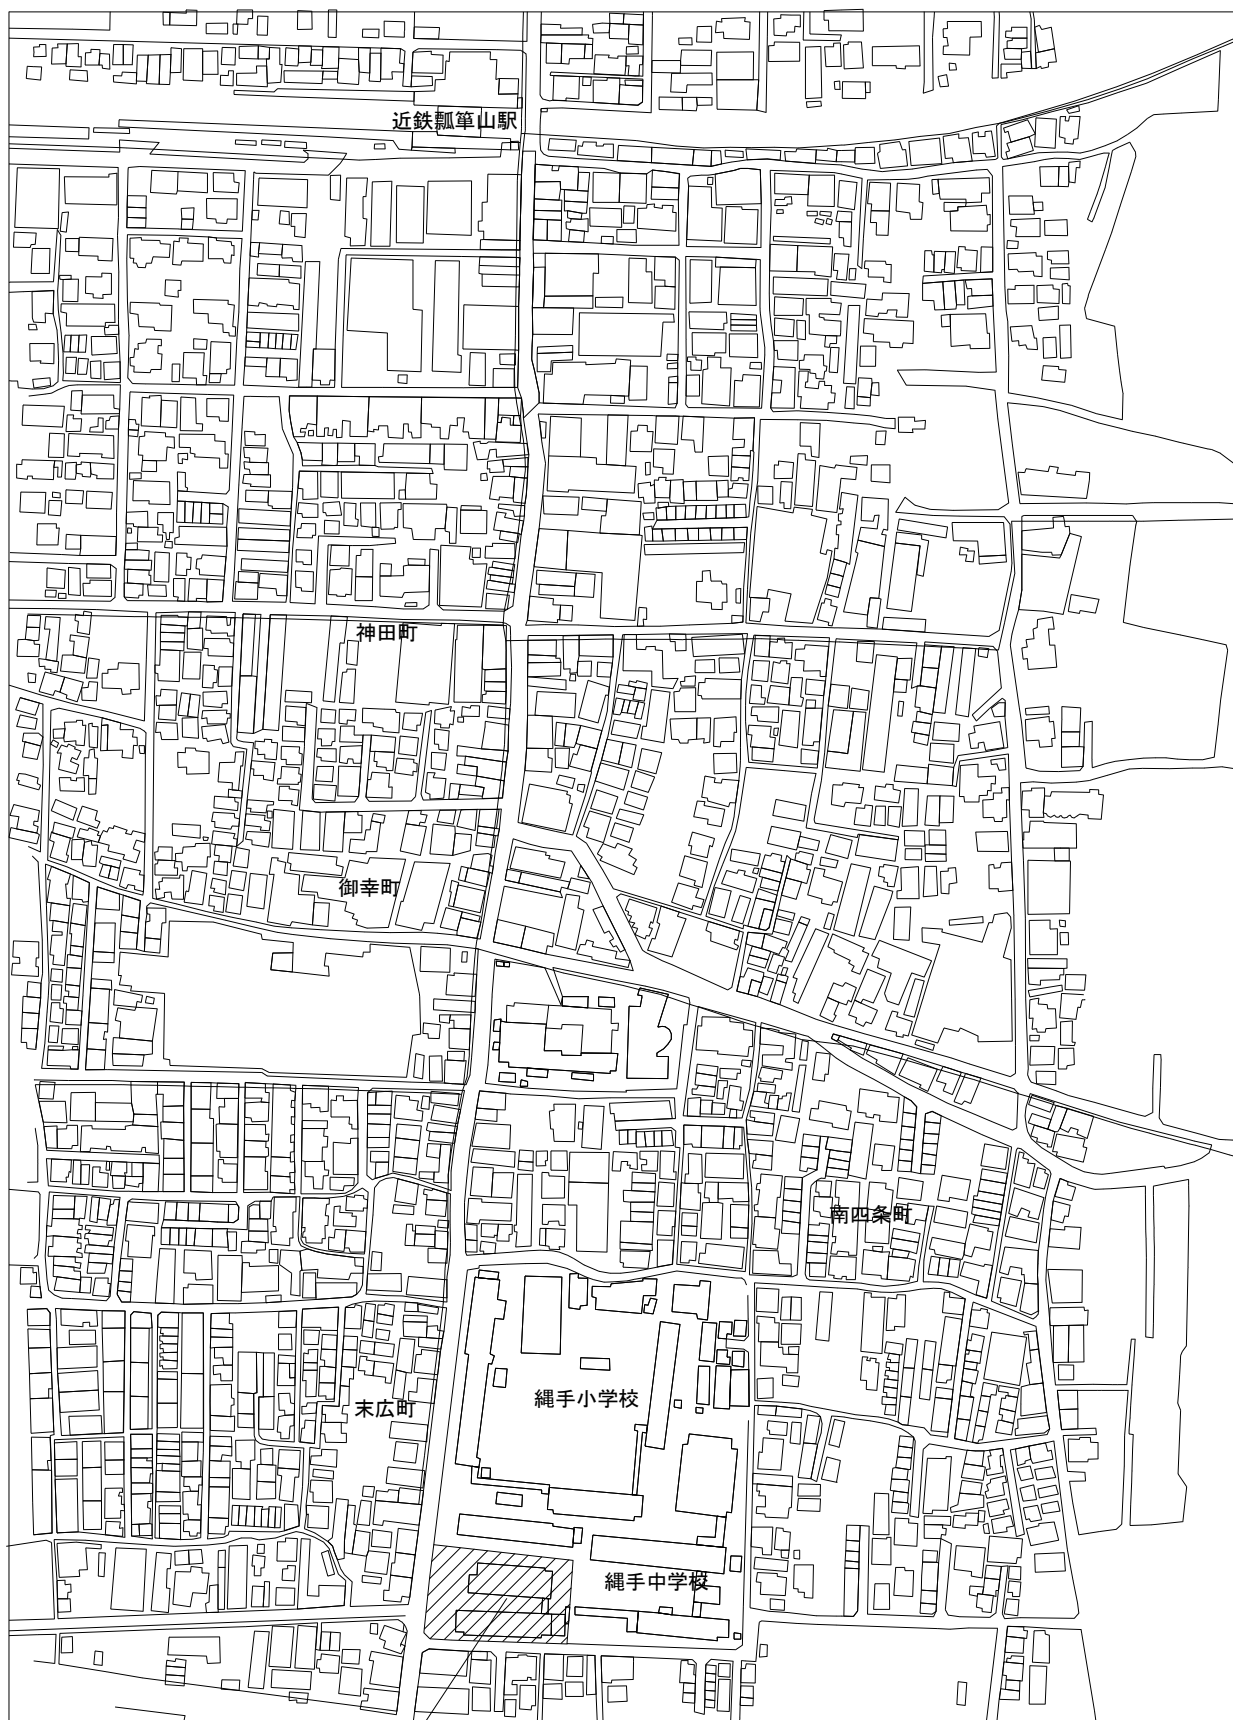 近鉄瓢箪山駅
神田町
御幸町
南四条町
縄手小学校
末広町
縄手中学校